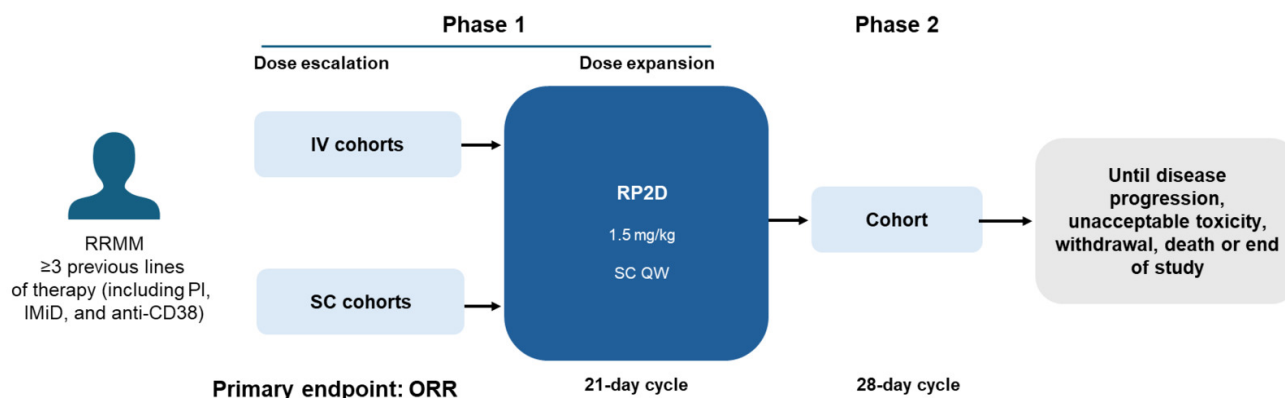 Phase 1
Phase 2
Dose escalation
Dose expansion
IV cohorts
SC cohorts
RRMM
≥3 previous lines
of therapy (including PI,
IMiD, and anti-CD38)
RP2D
1.5 mg/kg
SC QW
Cohort
Until disease
progression,
unacceptable toxicity,
withdrawal, death or end
of study
Primary endpoint: ORR
21-day cycle
28-day cycle